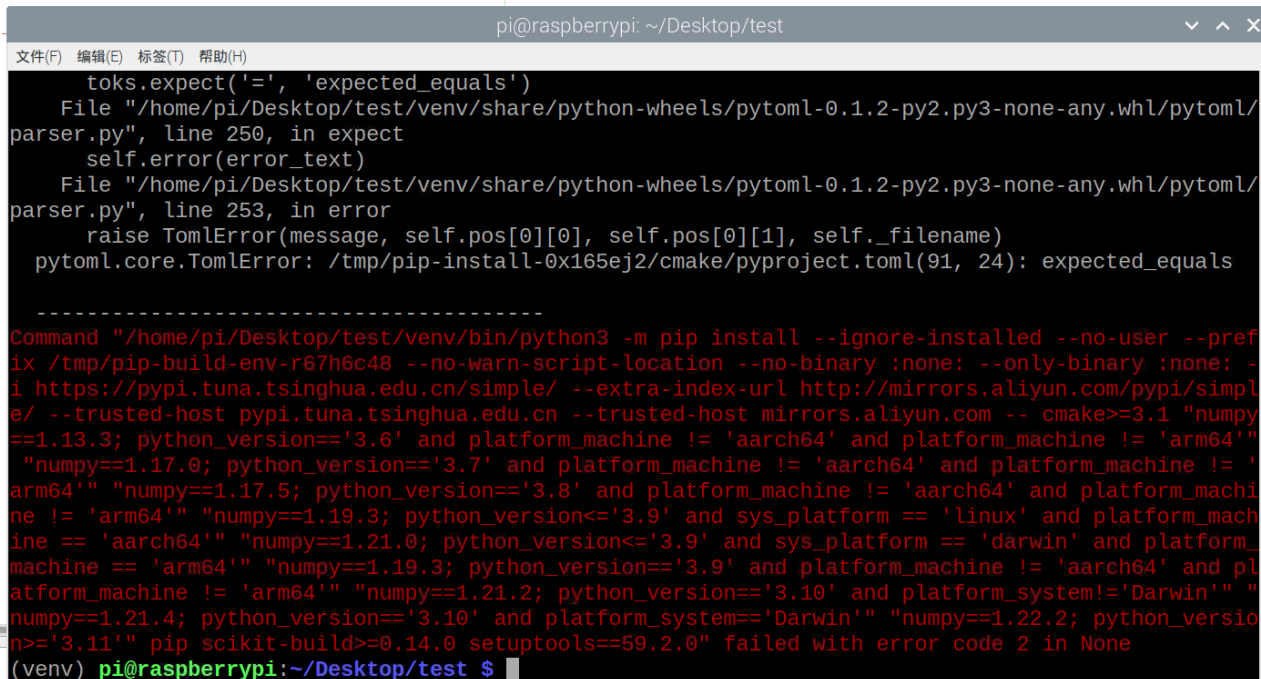 pi@raspberrypi: ~/Desktop/test
文件(F) 编辑(E) 标签(T) 帮助(H)
toks.expect('=', 'expected_equals')
File "/home/pi/Desktop/test/venv/share/python-wheels/pytoml-0.1.2-py2.py3-none-any.whl/pytoml/
parser.py", line 250, in expect
self.error(error_text)
File "/home/pi/Desktop/test/venv/share/python-wheels/pytoml-0.1.2-py2.py3-none-any.whl/pytoml/
parser.py", line 253, in error
raise TomlError(message, self.pos[0][0], self.pos[0][1], self._filename)
pytoml.core.TomlError: /tmp/pip-install-0x165ej2/cmake/pyproject.toml(91, 24): expected_equals
----------------------------------------
Command "/home/pi/Desktop/test/venv/bin/python3 -m pip install --ignore-installed --no-user --pref
ix /tmp/pip-build-env-r67h6c48 --no-warn-script-location --no-binary :none: --only-binary :none: -
i https://pypi.tuna.tsinghua.edu.cn/simple/ --extra-index-url http://mirrors.aliyun.com/pypi/simpl
e/ --trusted-host pypi.tuna.tsinghua.edu.cn --trusted-host mirrors.aliyun.com -- cmake>=3.1 "numpy
==1.13.3; python_version=='3.6' and platform_machine != 'aarch64' and platform_machine != 'arm64'"
"numpy==1.17.0; python_version=='3.7' and platform_machine != 'aarch64' and platform_machine != '
arm64'" "numpy==1.17.5; python_version=='3.8' and platform_machine != 'aarch64' and platform_machi
ne != 'arm64'" "numpy==1.19.3; python_version<='3.9' and sys_platform == 'linux' and platform_mach
ine == 'aarch64'" "numpy==1.21.0; python_version<='3.9' and sys_platform == 'darwin' and platform_
machine == 'arm64'" "numpy==1.19.3; python_version=='3.9' and platform_machine != 'aarch64' and pl
atform_machine != 'arm64'" "numpy==1.21.2; python_version=='3.10' and platform_system!='Darwin'" "
numpy==1.21.4; python_version=='3.10' and platform_system=='Darwin'" "numpy==1.22.2; python_versio
n>='3.11'" pip scikit-build>=0.14.0 setuptools==59.2.0" failed with error code 2 in None
(venv) pi@raspberrypi:~/Desktop/test $